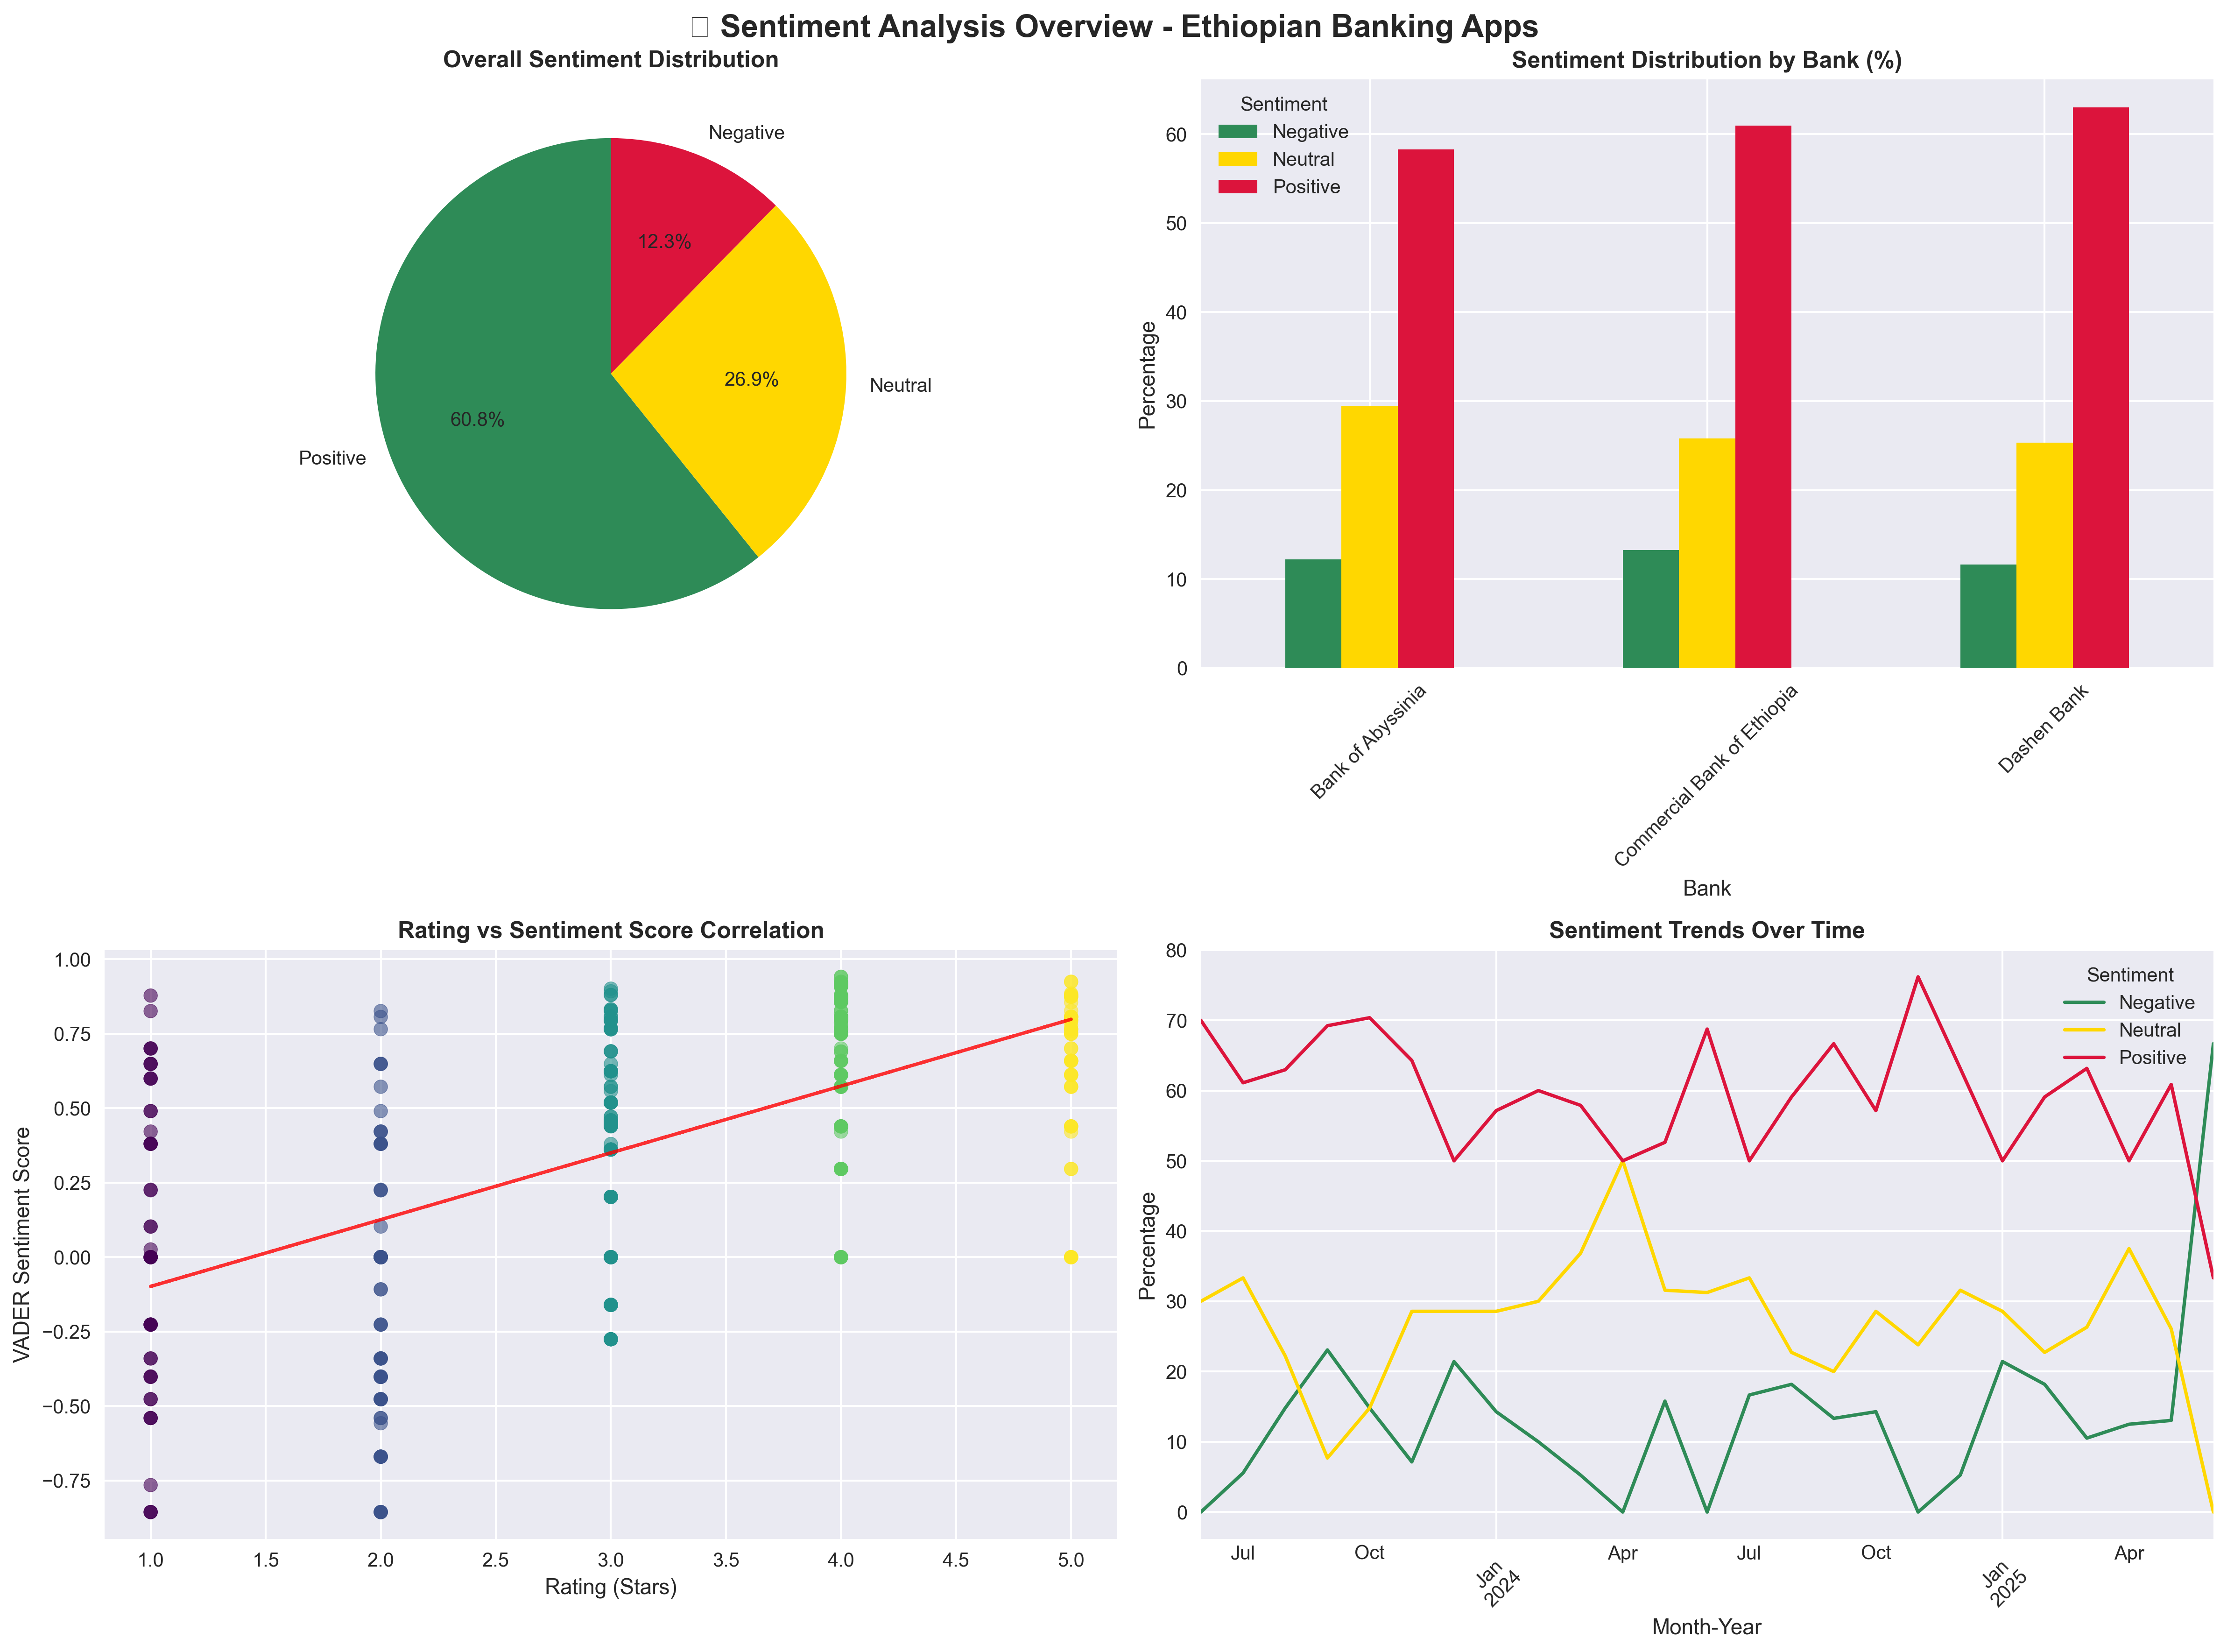 Sentiment Analysis Overview - Ethiopian Banking Apps
Overall Sentiment Distribution
Negative
12.3%
26.9%
Neutral
60.8%
Positive
Sentiment Distribution by Bank (%)
Sentiment
Negative
Neutral
Positive
Percentage
60
50
40
30
20
10
0
Bank of Abyssinia
Commercial Bank of Ethiopia
Dashen Bank
Bank
Rating vs Sentiment Score Correlation
VADER Sentiment Score
1.00
0.75
0.50
0.25
0.00
−0.25
−0.50
−0.75
1.0
1.5
2.0
2.5
3.0
3.5
4.0
4.5
5.0
Rating (Stars)
Sentiment Trends Over Time
Sentiment
Negative
Neutral
Positive
Percentage
80
70
60
50
40
30
20
10
0
Jul
Oct
Jan
2024
Apr
Jul
Oct
Jan
2025
Apr
Month-Year